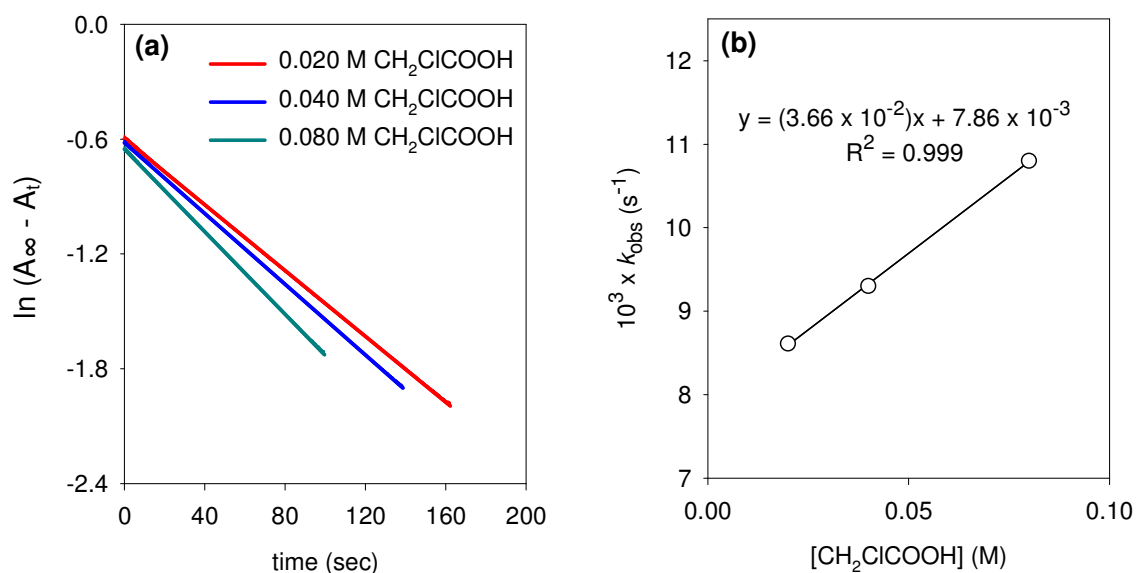 (a)
0.020 M CH₂ClCOOH
0.040 M CH₂ClCOOH
0.080 M CH₂ClCOOH
0.0
-0.6
-1.2
-1.8
-2.4
ln (A∞ - Aₜ)
0 40 80 120 160 200
time (sec)
(b)
y = (3.66 x 10⁻²)x + 7.86 x 10⁻³
R² = 0.999
12
11
10
9
8
7
10³ x k_obs (s⁻¹)
0.00 0.05 0.10
[CH₂ClCOOH] (M)